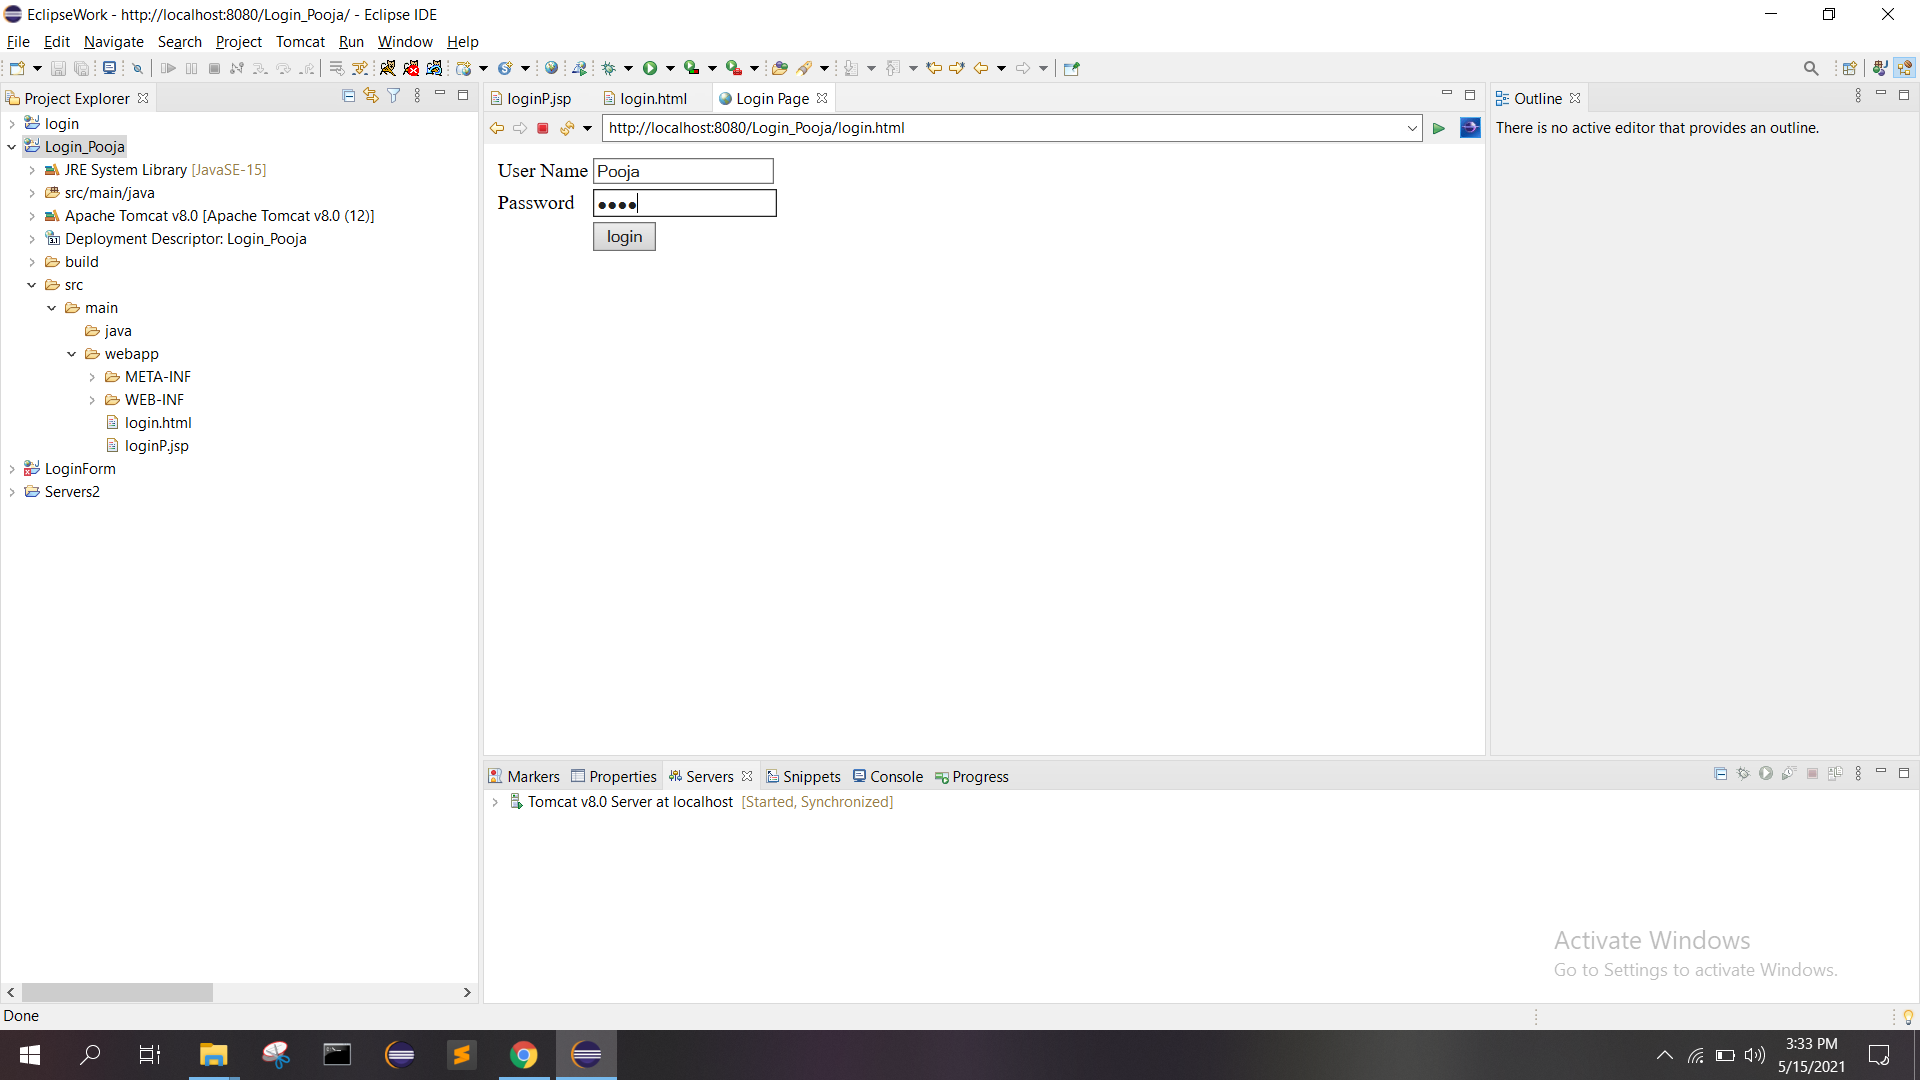 EclipseWork - http://localhost:8080/Login_Pooja/ - Eclipse IDE
File Edit Navigate Search Project Tomcat Run Window Help
Project Explorer
login
Login_Pooja
JRE System Library [JavaSE-15]
src/main/java
Apache Tomcat v8.0 [Apache Tomcat v8.0 (12)]
Deployment Descriptor: Login_Pooja
build
src
main
java
webapp
META-INF
WEB-INF
login.html
loginP.jsp
LoginForm
Servers2
loginP.jsp login.html Login Page
http://localhost:8080/Login_Pooja/login.html
User Name Pooja
Password ●●●●
login
Outline
There is no active editor that provides an outline.
Markers Properties Servers Snippets Console Progress
Tomcat v8.0 Server at localhost [Started, Synchronized]
Activate Windows
Go to Settings to activate Windows.
Done
3:33 PM
5/15/2021